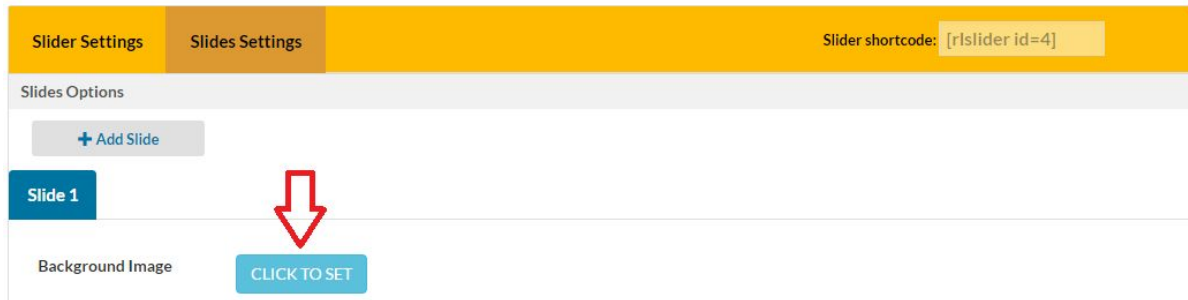 Slider Settings Slides Settings Slider shortcode: [rlslider id=4]
Slides Options
+ Add Slide
Slide 1
Background Image CLICK TO SET